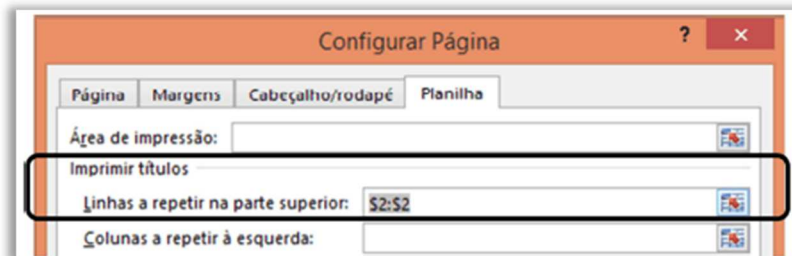 Configurar Página ? ×
Página Margens Cabeçalho/rodapé Planilha
Área de impressão:
Imprimir títulos
Linhas a repetir na parte superior: $2:$2
Colunas a repetir à esquerda: